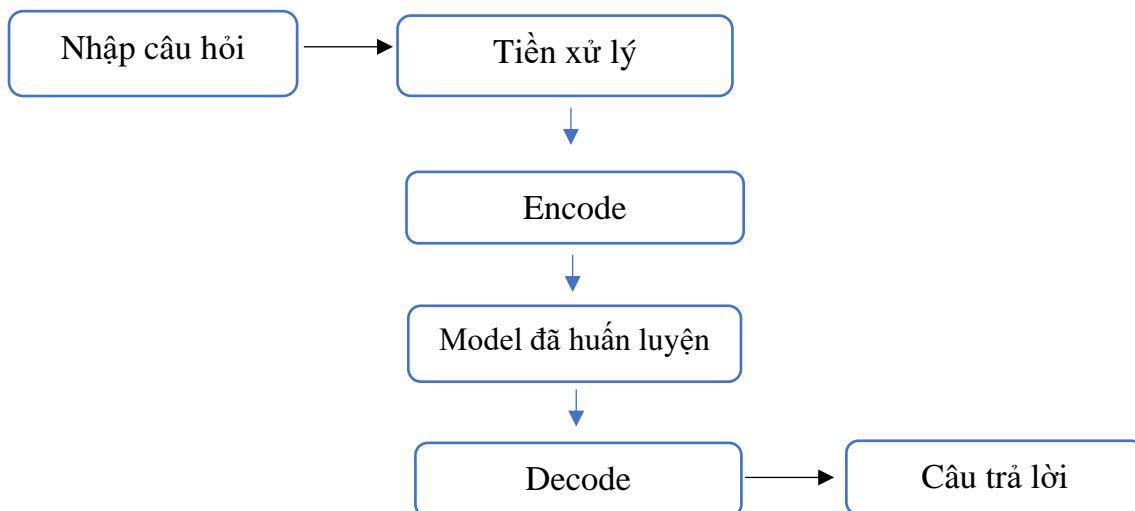 Nhập câu hỏi
Tiền xử lý
Encode
Model đã huấn luyện
Decode
Câu trả lời